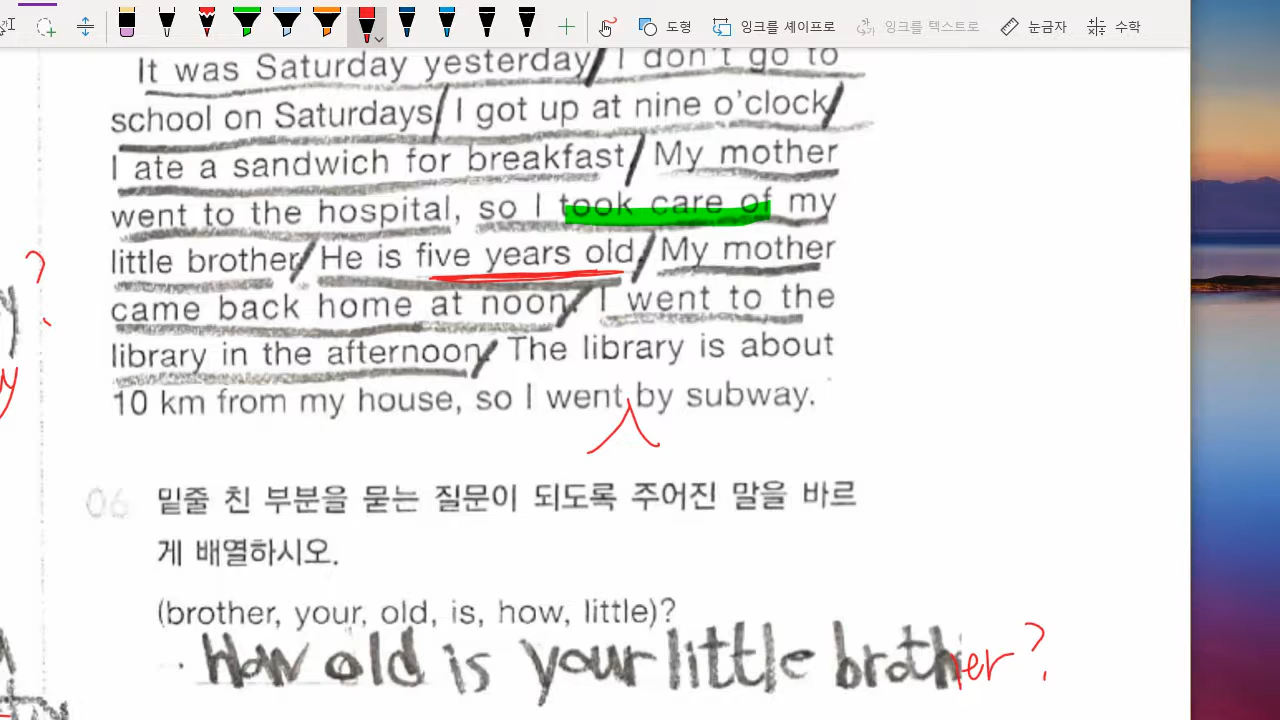 도형 잉크를 셰이프로 잉크를 텍스트로 눈금자 수학
It was Saturday yesterday/ I don't go to
school on Saturdays/ I got up at nine o'clock/
I ate a sandwich for breakfast/ My mother
went to the hospital, so I took care of my
little brother/ He is five years old/ My mother
came back home at noon./ I went to the
library in the afternoon/ The library is about
10 km from my house, so I went by subway.
06 밑줄 친 부분을 묻는 질문이 되도록 주어진 말을 바르
게 배열하시오.
(brother, your, old, is, how, little)?
How old is your little brother?